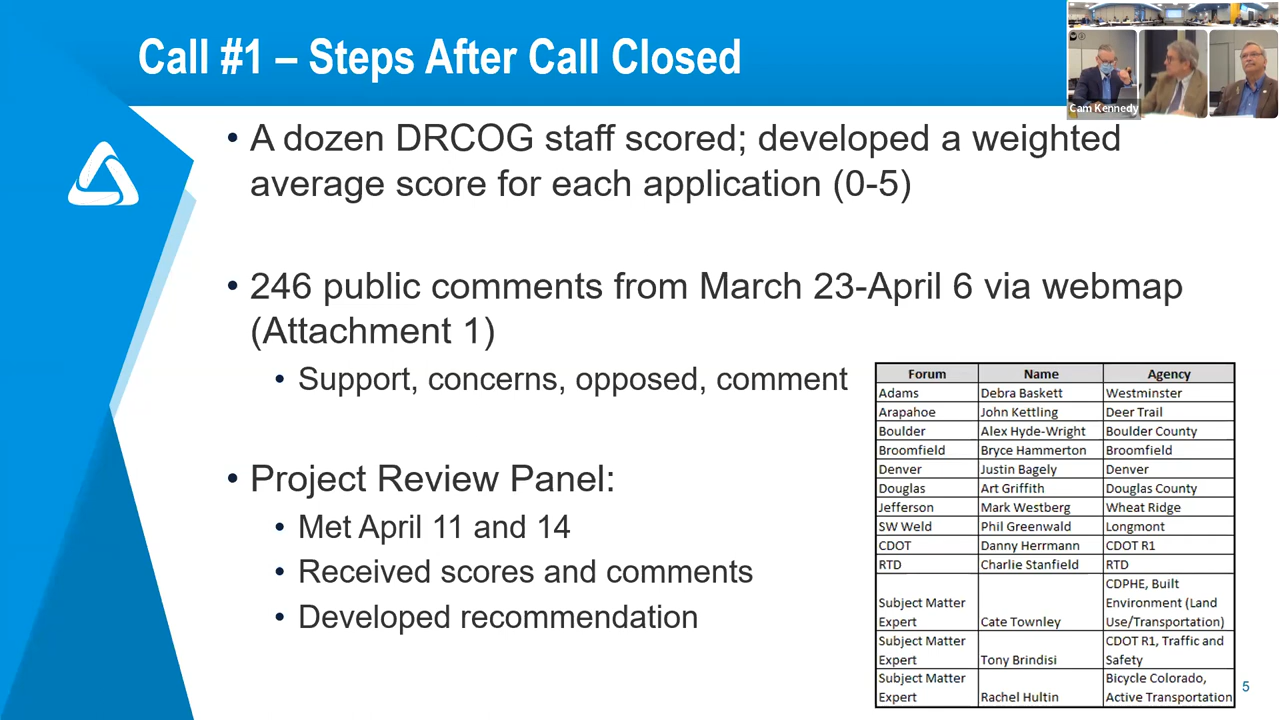 Call #1 – Steps After Call Closed
Cam Kennedy
• A dozen DRCOG staff scored; developed a weighted
average score for each application (0-5)
• 246 public comments from March 23-April 6 via webmap
(Attachment 1)
• Support, concerns, opposed, comment
• Project Review Panel:
• Met April 11 and 14
• Received scores and comments
• Developed recommendation
Forum Name Agency
Adams Debra Baskett Westminster
Arapahoe John Kettling Deer Trail
Boulder Alex Hyde-Wright Boulder County
Broomfield Bryce Hammerton Broomfield
Denver Justin Bagely Denver
Douglas Art Griffith Douglas County
Jefferson Mark Westberg Wheat Ridge
SW Weld Phil Greenwald Longmont
CDOT Danny Herrmann CDOT R1
RTD Charlie Stanfield RTD
CDPHE, Built
Subject Matter Environment (Land
Expert Cate Townley Use/Transportation)
Subject Matter CDOT R1, Traffic and
Expert Tony Brindisi Safety
Subject Matter Bicycle Colorado,
Expert Rachel Hultin Active Transportation
5